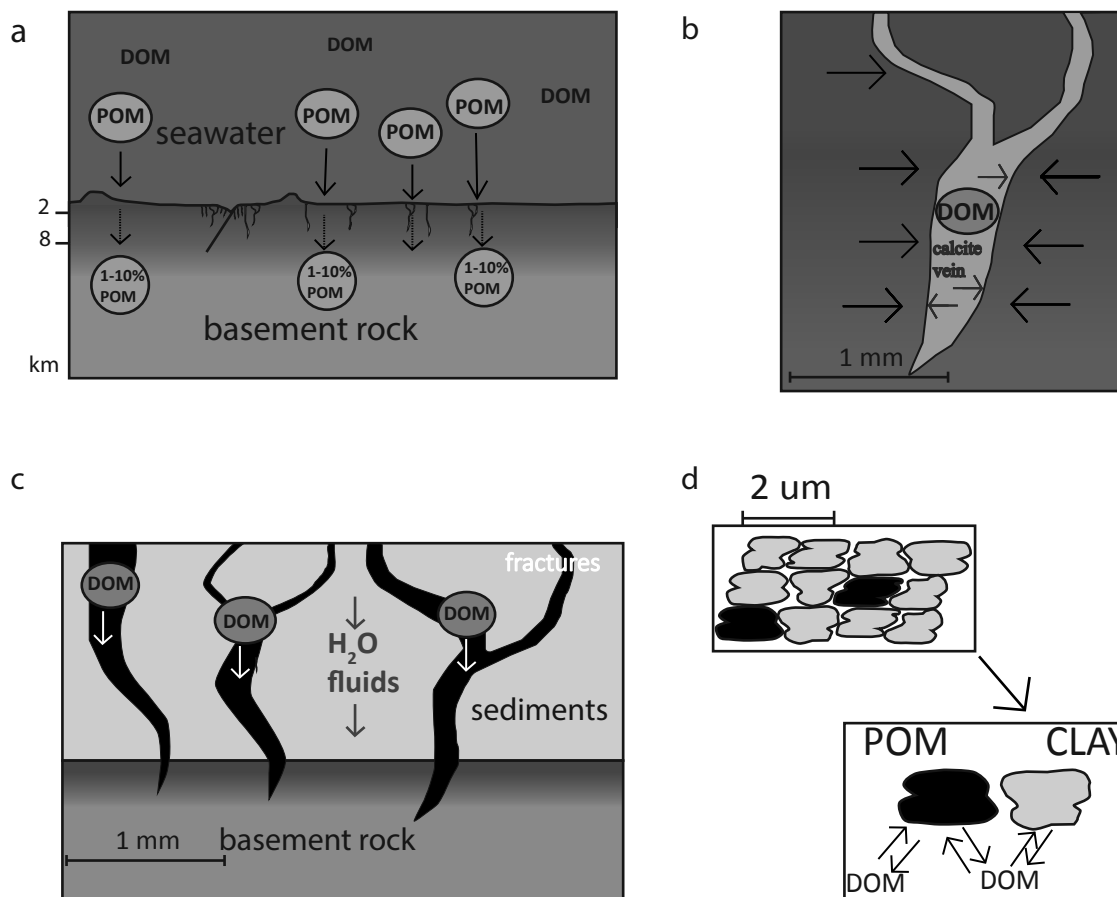 a
DOM
DOM
DOM
POM
POM
POM
POM
seawater
2
8
1-10%
POM
1-10%
POM
1-10%
POM
basement rock
km
b
DOM
calcite
vein
1 mm
c
fractures
DOM
DOM
DOM
H₂O
fluids
sediments
1 mm
basement rock
d
2 um
POM
CLAY
DOM
DOM